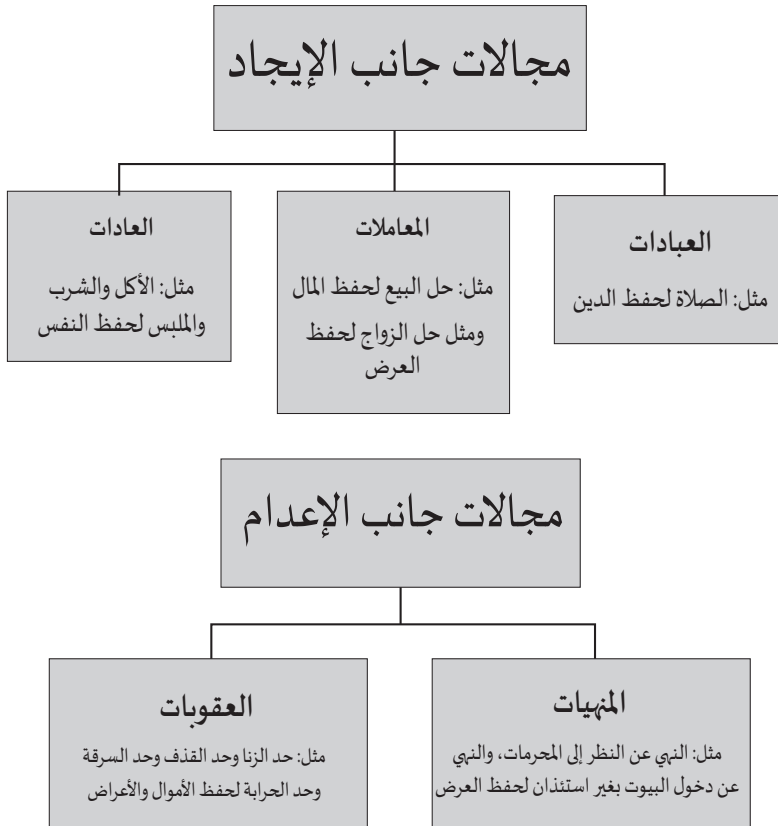 مجالات جانب الإيجاد
العبادات
مثل: الصلاة لحفظ الدين
المعاملات
مثل: حل البيع لحفظ المال
ومثل حل الزواج لحفظ
العرض
العادات
مثل: الأكل والشرب
والملبس لحفظ النفس
مجالات جانب الإعدام
المنهيات
مثل: النهي عن النظر إلى المحرمات، والنهي
عن دخول البيوت بغير استئذان لحفظ العرض
العقوبات
مثل: حد الزنا وحد القذف وحد السرقة
وحد الحرابة لحفظ الأموال والأعراض